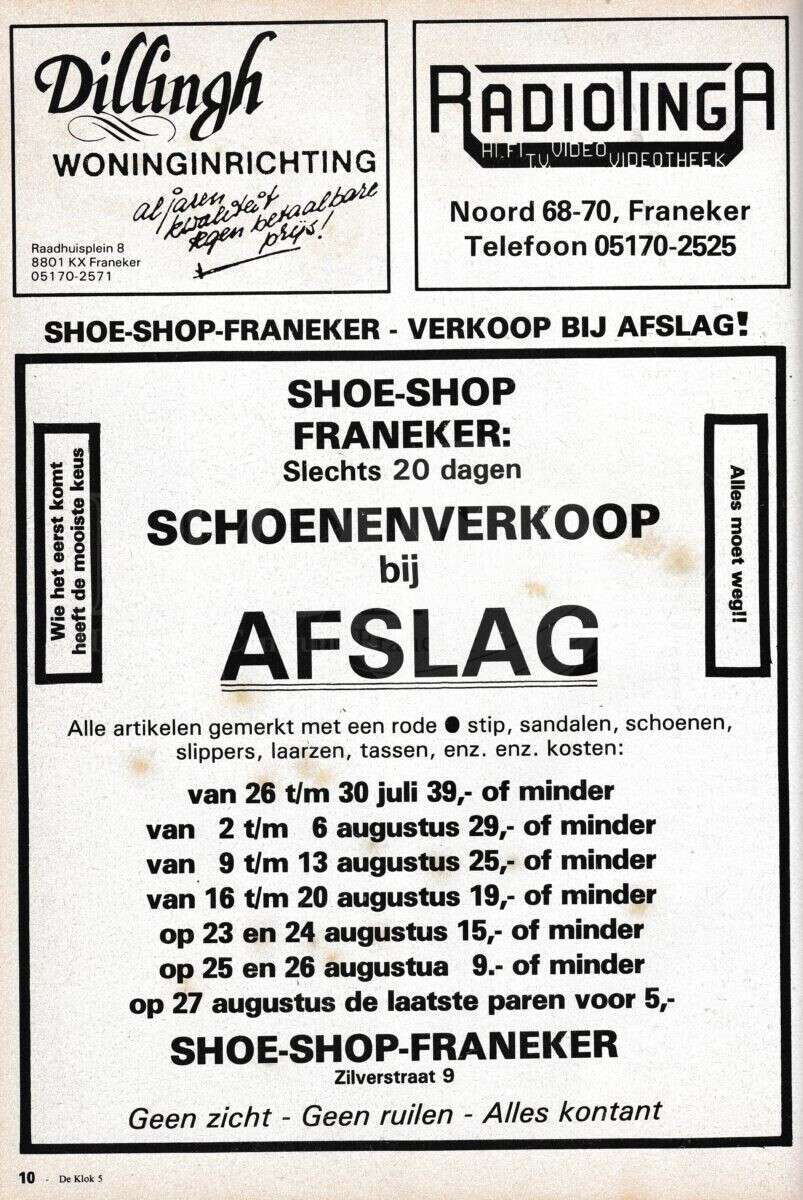 Dillingh
WONINGINRICHTING
al jaren
kwaliteit
tegen betaalbare
prijs!
Raadhuisplein 8
8801 KX Franeker
05170-2571
RADIO TINGA
HI.FI T.V. VIDEO VIDEOTHEEK
Noord 68-70, Franeker
Telefoon 05170-2525
SHOE-SHOP-FRANEKER - VERKOOP BIJ AFSLAG!
SHOE-SHOP
FRANEKER:
Slechts 20 dagen
Wie het eerst komt
heeft de mooiste keus
Alles moet weg!!
SCHOENENVERKOOP
bij
AFSLAG
Alle artikelen gemerkt met een rode ● stip, sandalen, schoenen,
slippers, laarzen, tassen, enz. enz. kosten:
van 26 t/m 30 juli 39,- of minder
van 2 t/m 6 augustus 29,- of minder
van 9 t/m 13 augustus 25,- of minder
van 16 t/m 20 augustus 19,- of minder
op 23 en 24 augustus 15,- of minder
op 25 en 26 augustua 9.- of minder
op 27 augustus de laatste paren voor 5,-
SHOE-SHOP-FRANEKER
Zilverstraat 9
Geen zicht - Geen ruilen - Alles kontant
10 - De Klok 5